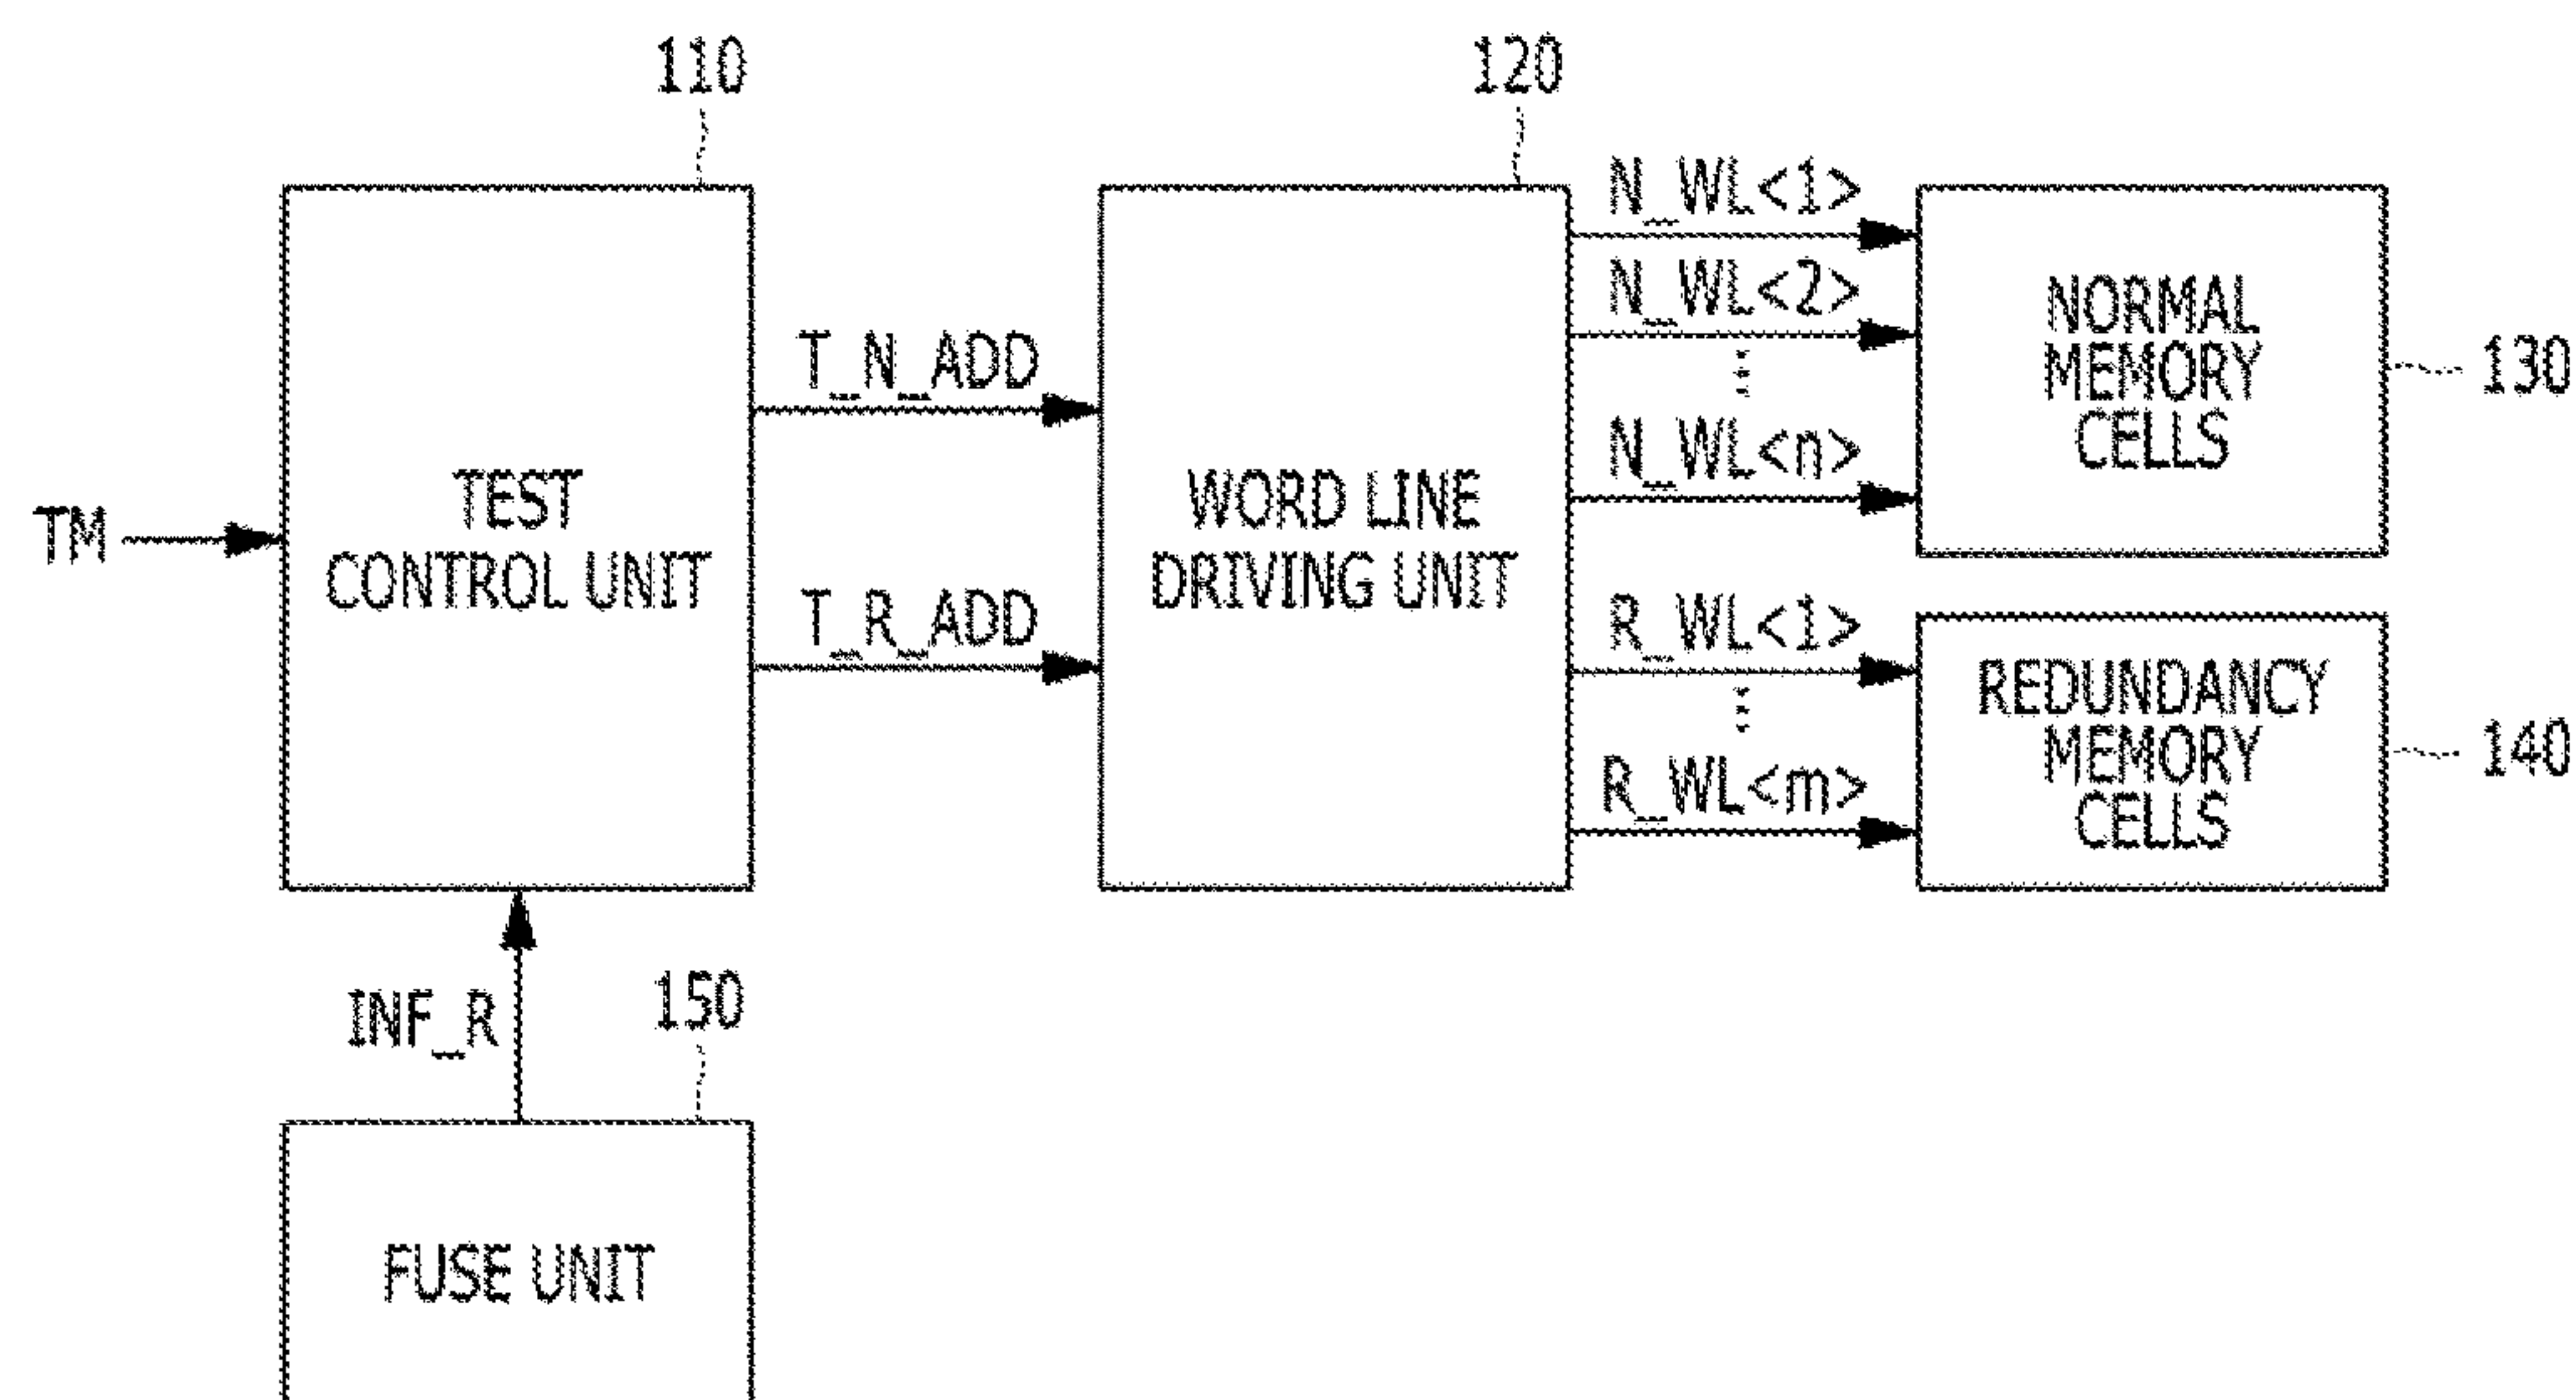 110
120
N_WL<1>
N_WL<2>
NORMAL
MEMORY
CELLS
130
T_N_ADD
N_WL<n>
TM
TEST
CONTROL UNIT
WORD LINE
DRIVING UNIT
T_R_ADD
R_WL<1>
REDUNDANCY
MEMORY
CELLS
140
R_WL<m>
INF_R
150
FUSE UNIT